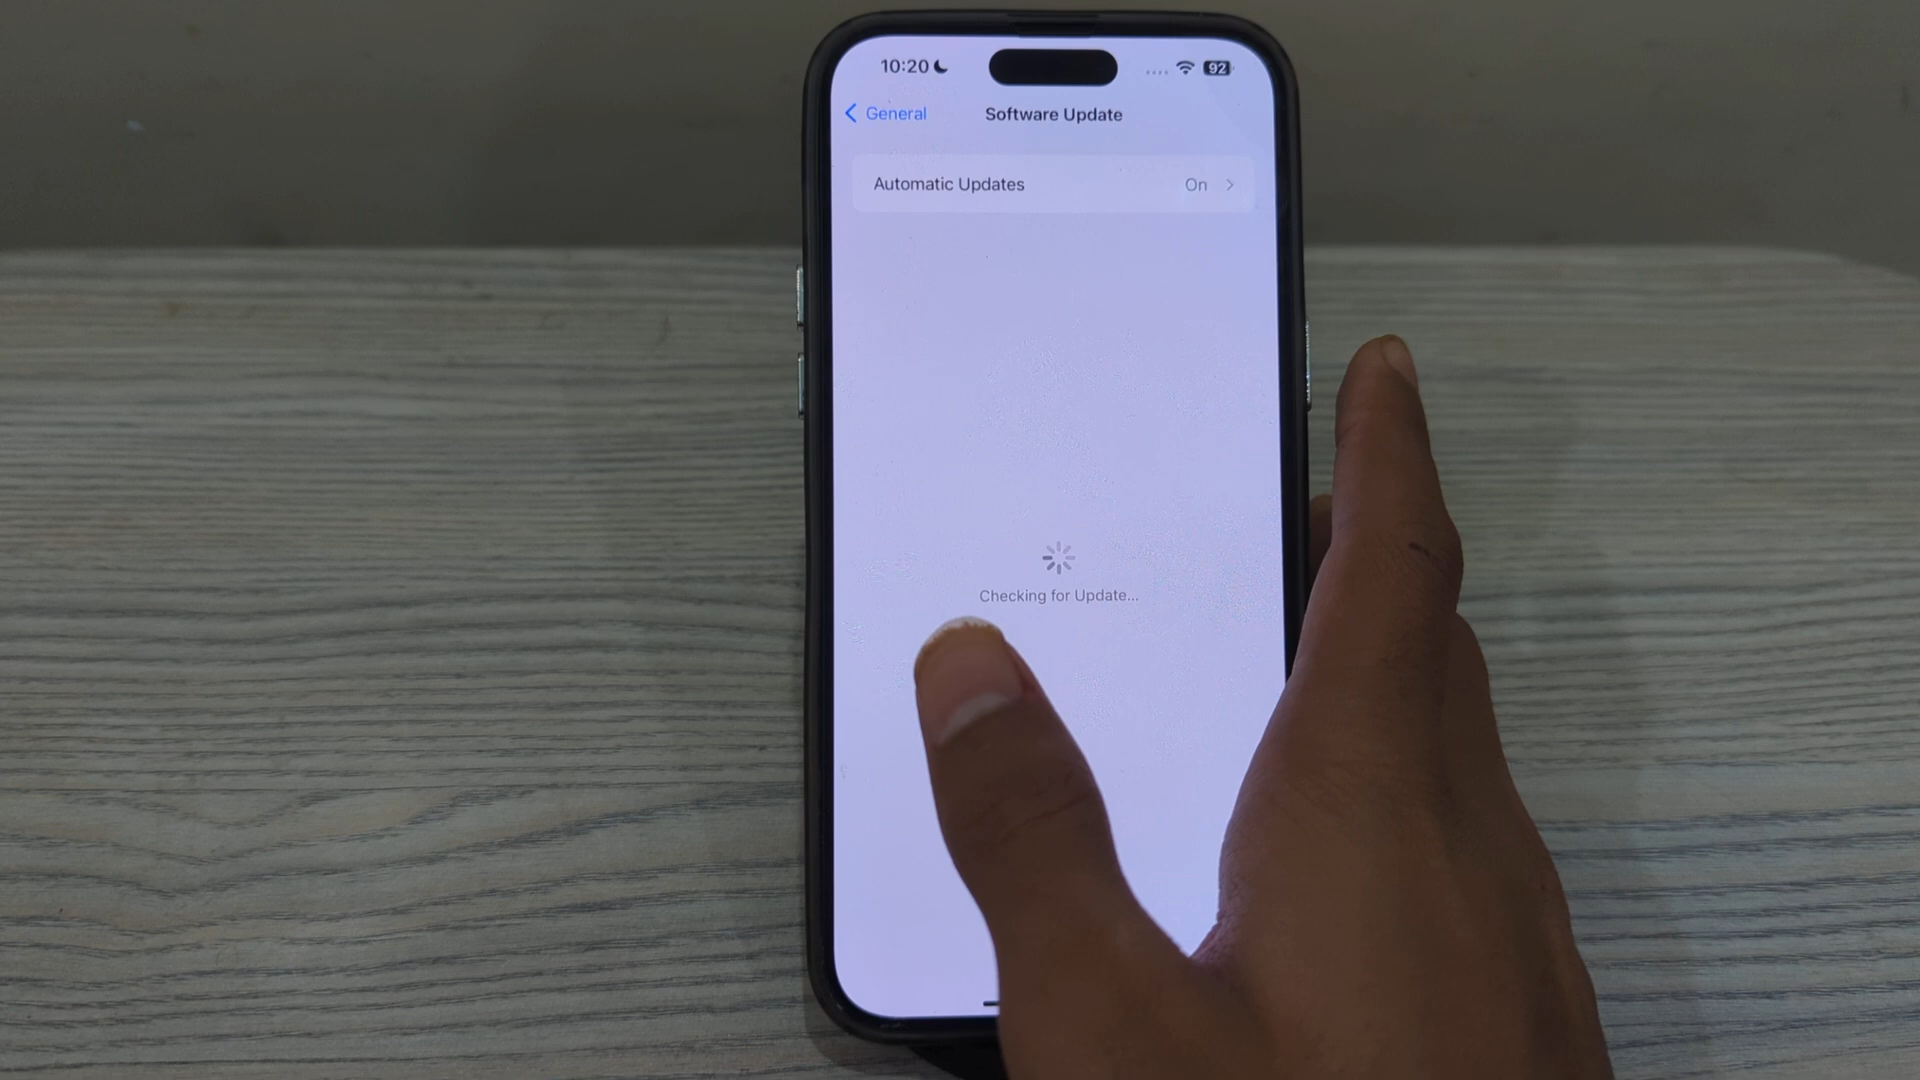 10:20 92
General Software Update
Automatic Updates On
Checking for Update...